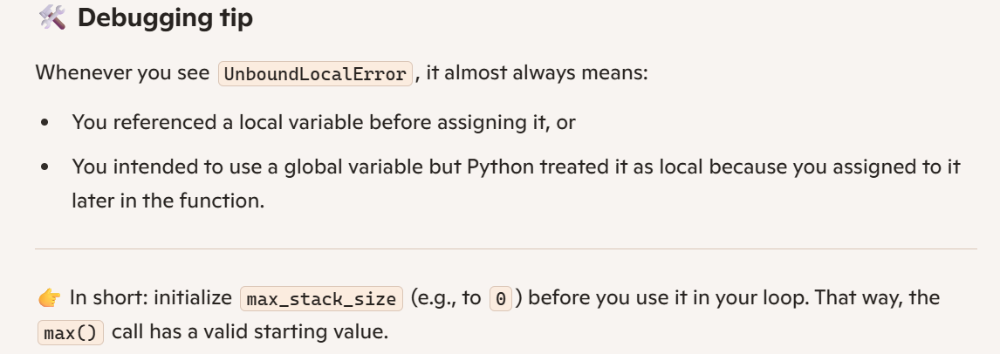 🛠️ Debugging tip
Whenever you see UnboundLocalError, it almost always means:
• You referenced a local variable before assigning it, or
• You intended to use a global variable but Python treated it as local because you assigned to it
later in the function.
👉 In short: initialize max_stack_size (e.g., to 0) before you use it in your loop. That way, the
max() call has a valid starting value.